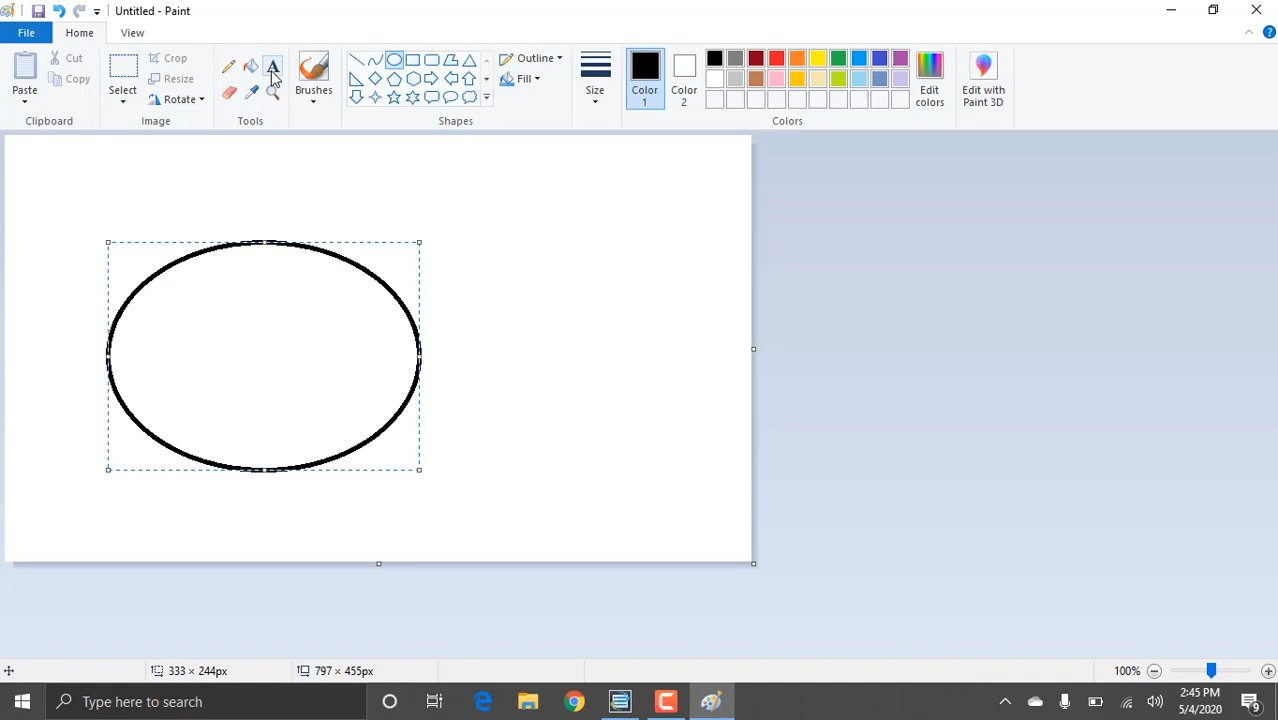 Untitled - Paint
File
Home
View
Paste
Cut
Copy
Clipboard
Select
Crop
Resize
Rotate
Image
A
Tools
Brushes
Outline
Fill
Shapes
Size
Color 1
Color 2
Edit colors
Colors
Edit with Paint 3D
333 × 244px
797 × 455px
100%
Type here to search
2:45 PM
5/4/2020
9